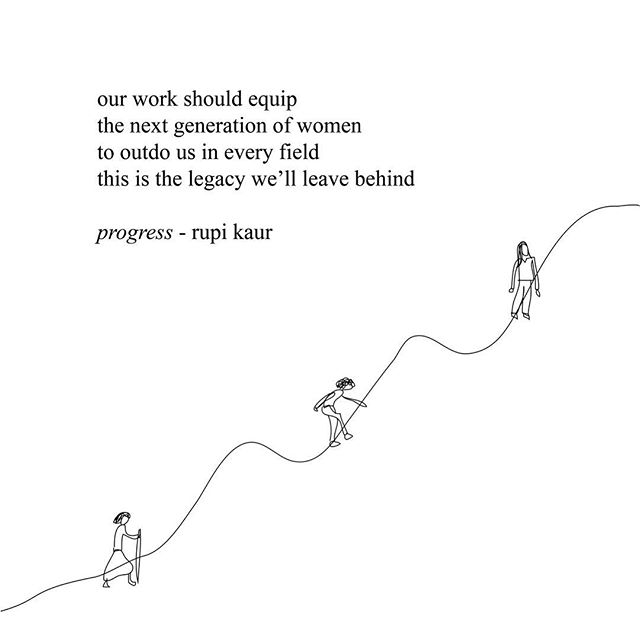 our work should equip
the next generation of women
to outdo us in every field
this is the legacy we’ll leave behind
progress - rupi kaur